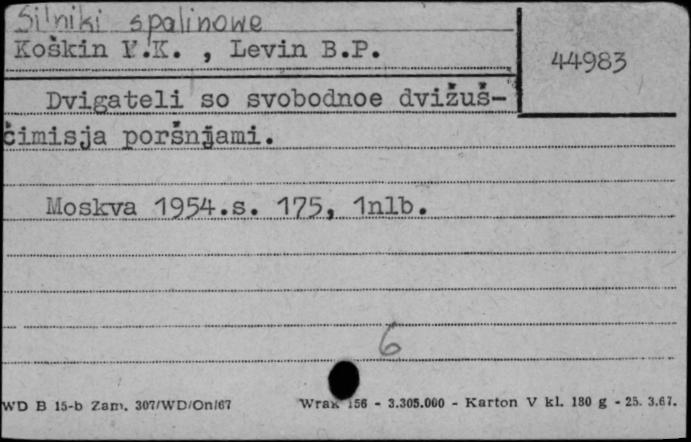 Silniki spalinowe
Koškin V.K. , Levin B.P.
44983
Dvigateli so svobodnoe dvižuš-
čimisja poršnjami.
Moskva 1954.s. 175, 1nlb.
6
WD B 15-b Zam. 307/WD/On/67
Wrak 156 - 3.305.000 - Karton V kl. 180 g - 25. 3.67.